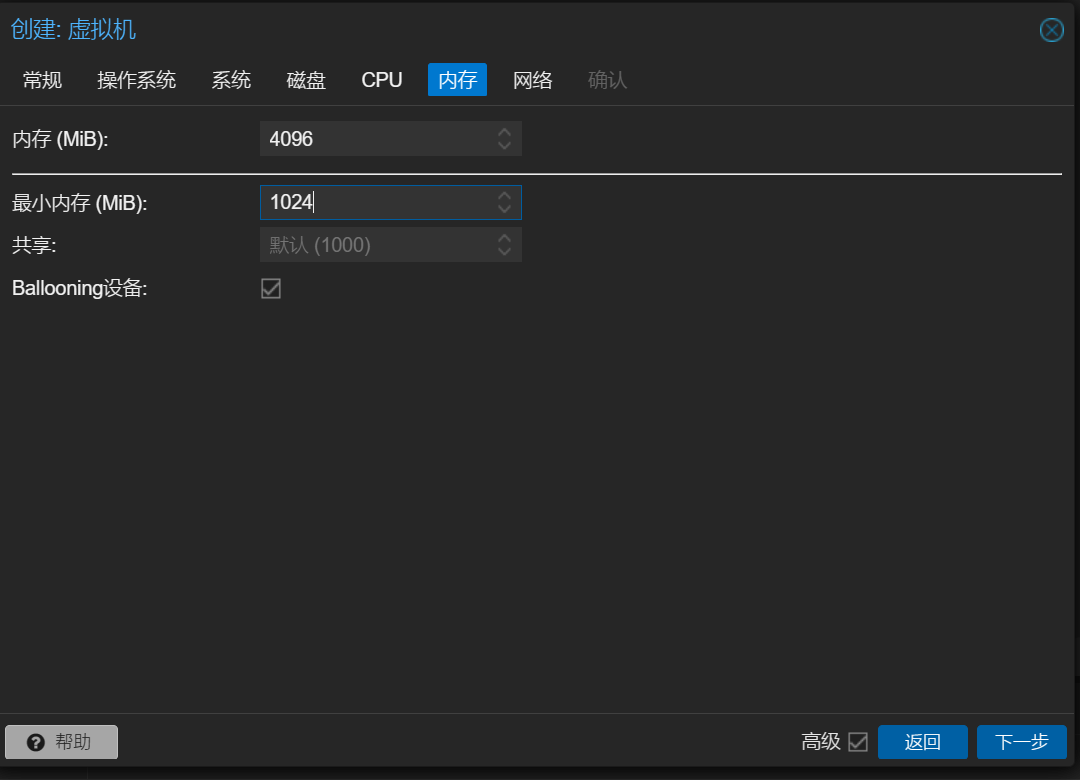 创建: 虚拟机
常规 操作系统 系统 磁盘 CPU 内存 网络 确认
内存 (MiB): 4096
最小内存 (MiB): 1024
共享: 默认 (1000)
Ballooning设备:
帮助 高级 返回 下一步